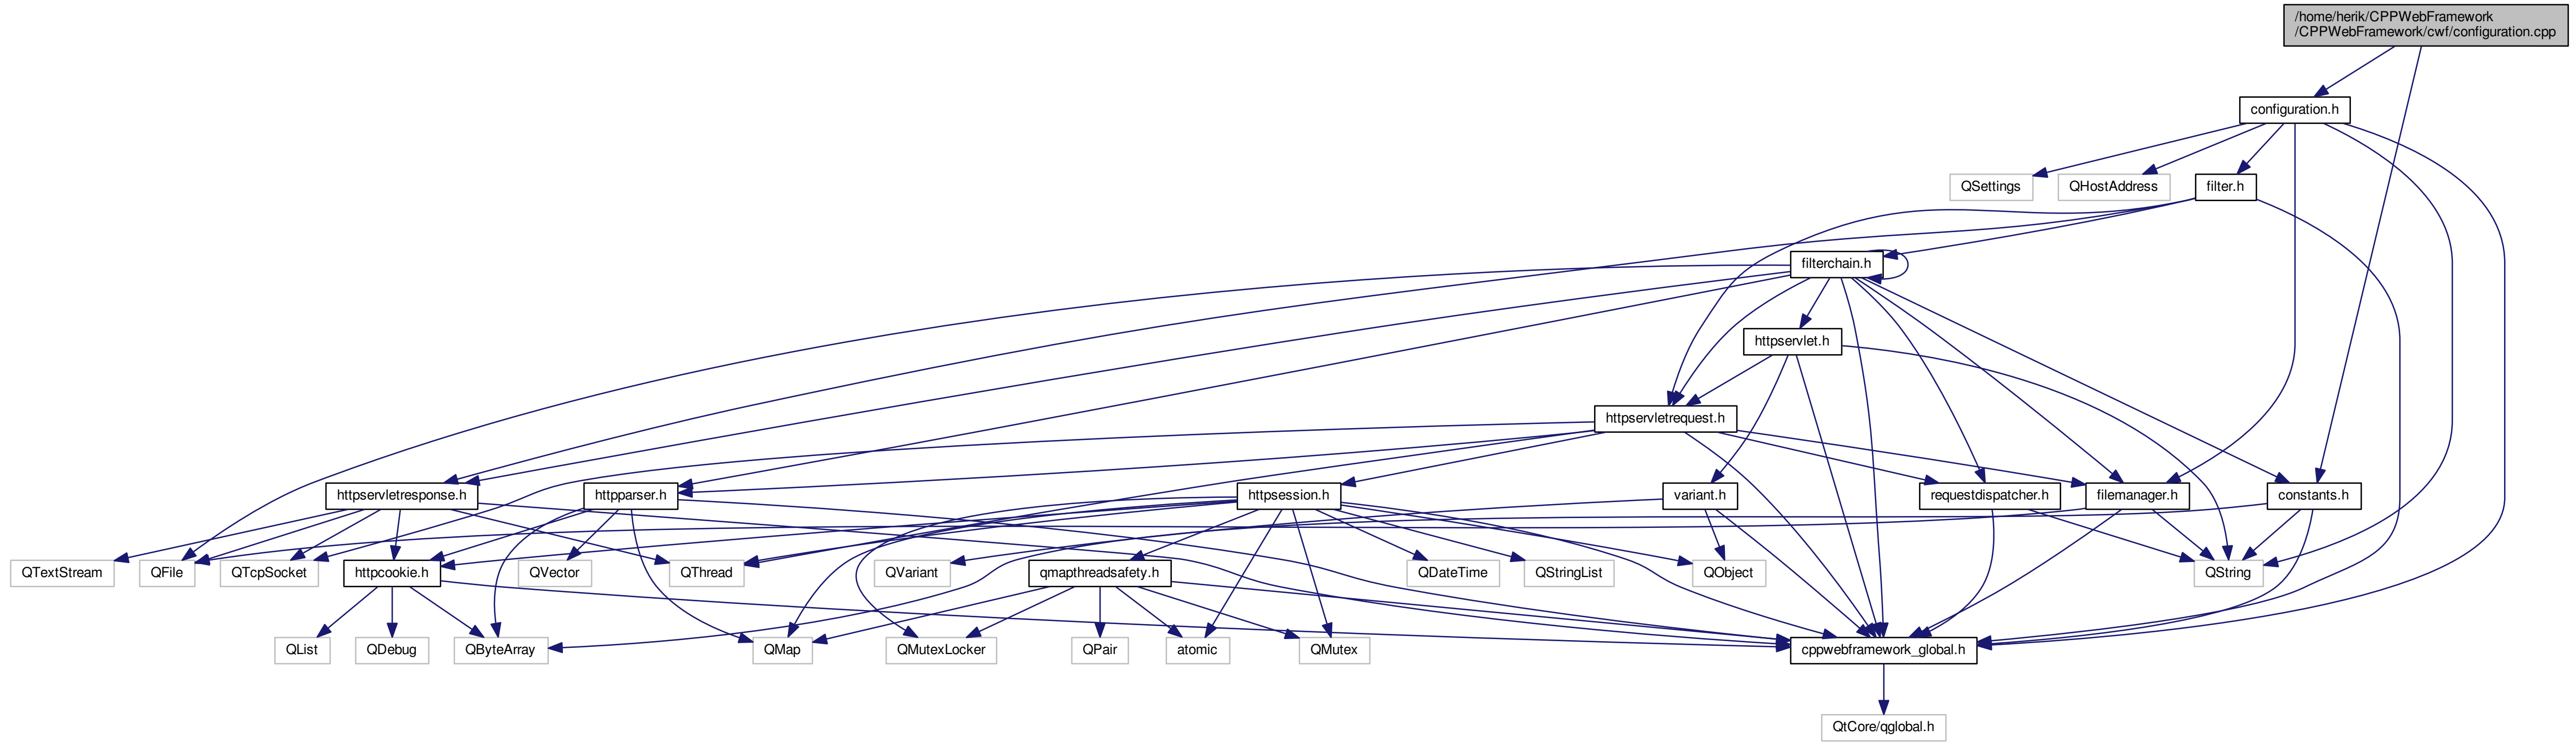 /home/herik/CPPWebFramework
/CPPWebFramework/cwf/configuration.cpp
configuration.h
QSettings
QHostAddress
filter.h
filterchain.h
httpservlet.h
httpservletrequest.h
httpservletresponse.h
httpparser.h
httpsession.h
variant.h
requestdispatcher.h
filemanager.h
constants.h
QTextStream
QFile
QTcpSocket
httpcookie.h
QVector
QThread
QVariant
qmapthreadsafety.h
QDateTime
QStringList
QObject
QString
QList
QDebug
QByteArray
QMap
QMutexLocker
QPair
atomic
QMutex
cppwebframework_global.h
QtCore/qglobal.h